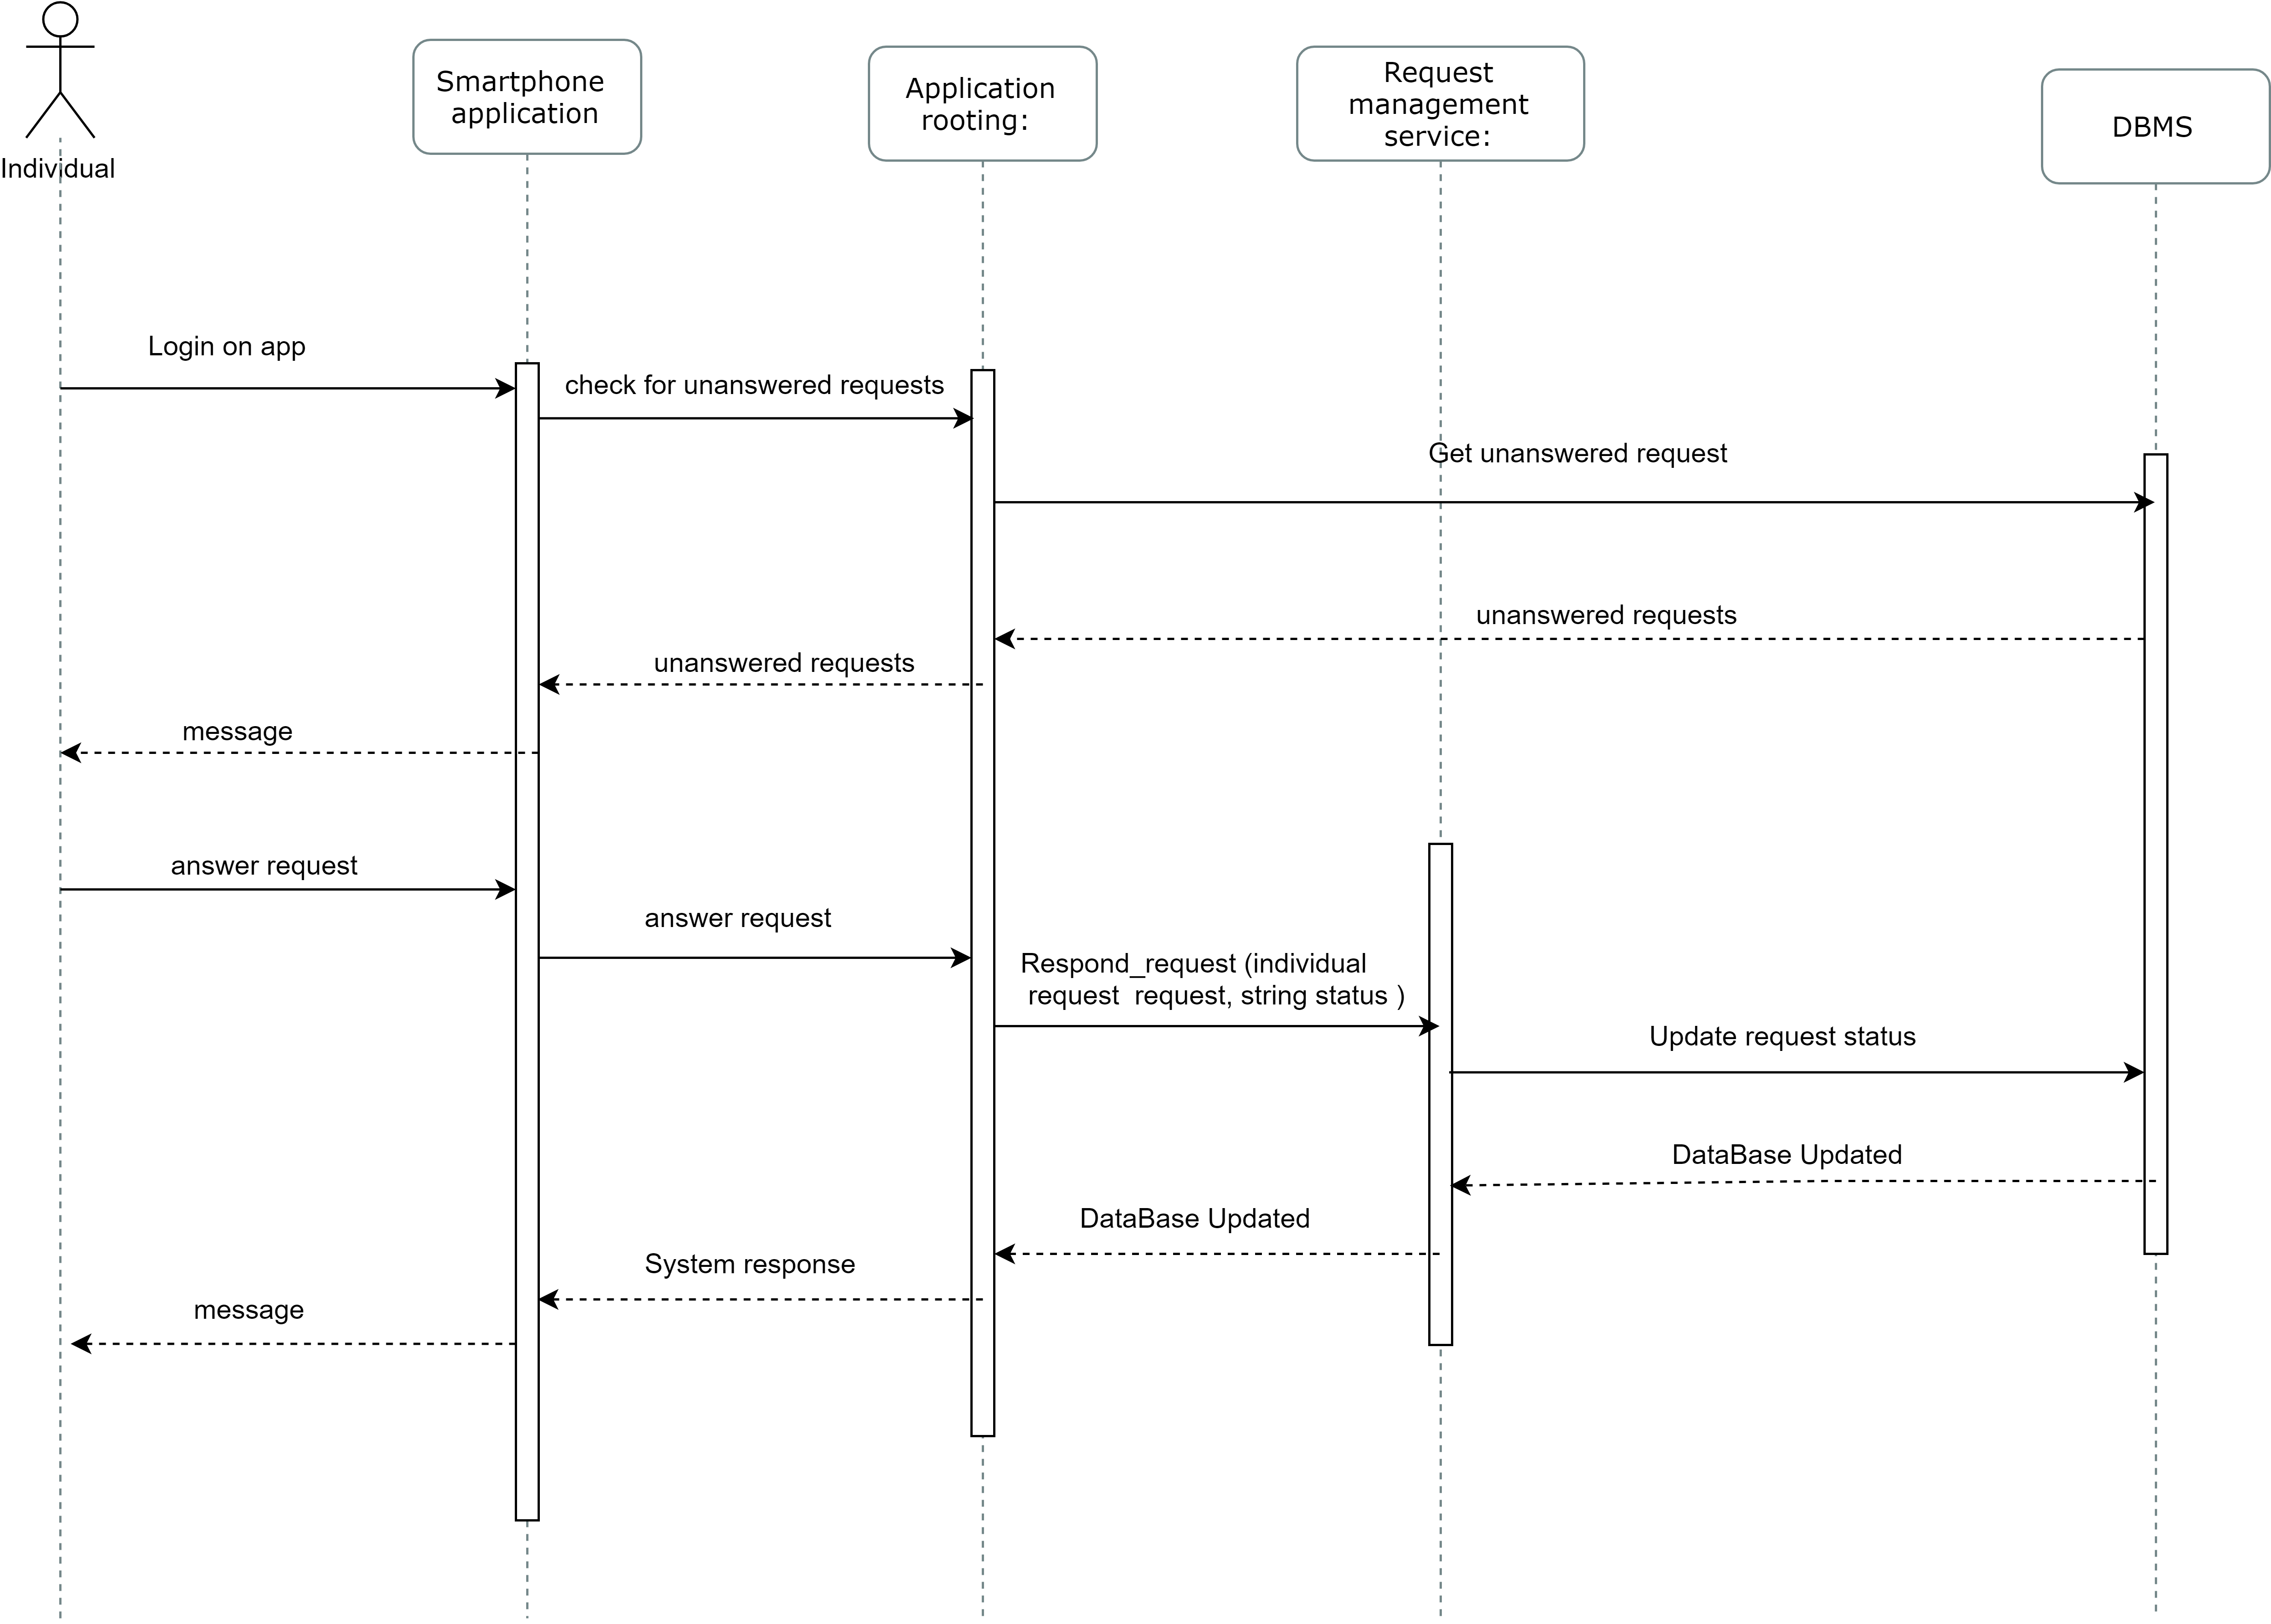 Individual
Smartphone
application
Application
rooting:
Request
management
service:
DBMS
Login on app
check for unanswered requests
Get unanswered request
unanswered requests
unanswered requests
message
answer request
answer request
Respond_request (individual
request  request, string status )
Update request status
DataBase Updated
DataBase Updated
System response
message